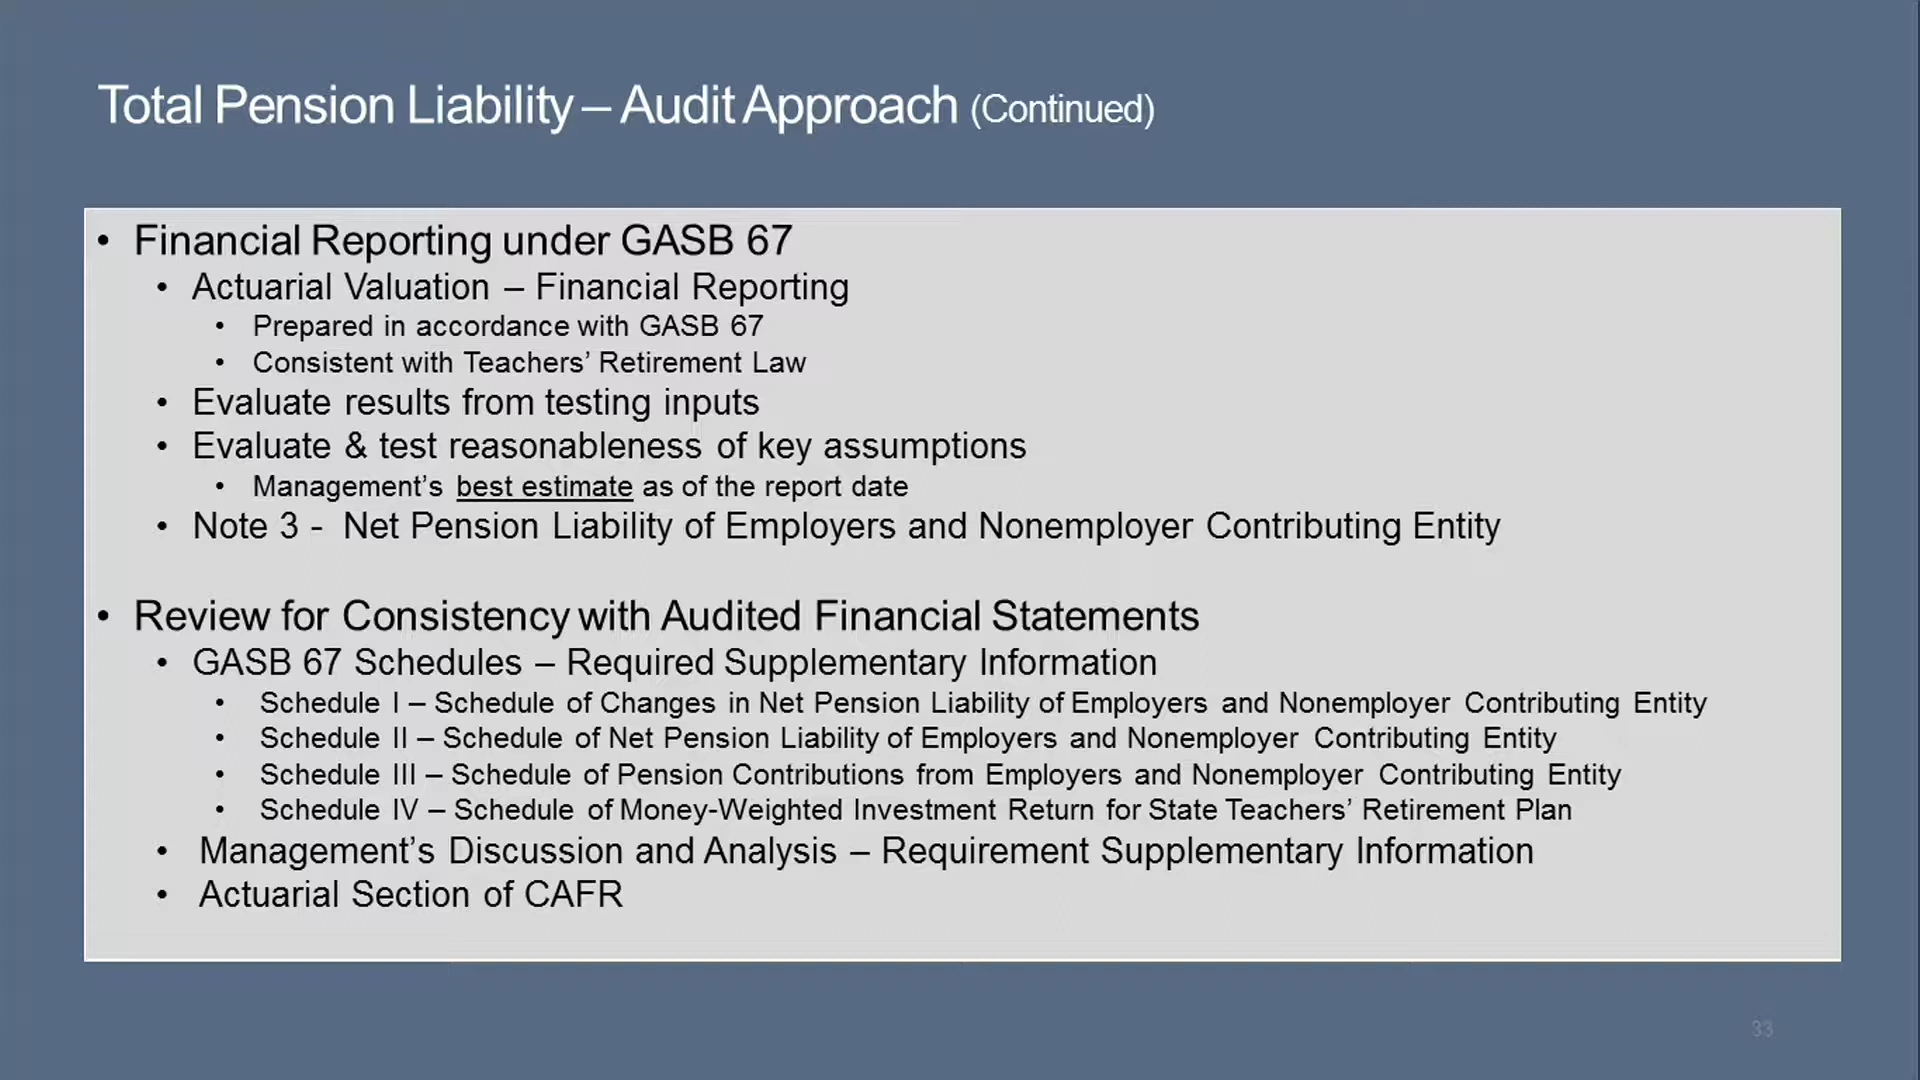 Total Pension Liability – Audit Approach (Continued)
• Financial Reporting under GASB 67
• Actuarial Valuation – Financial Reporting
• Prepared in accordance with GASB 67
• Consistent with Teachers’ Retirement Law
• Evaluate results from testing inputs
• Evaluate & test reasonableness of key assumptions
• Management’s best estimate as of the report date
• Note 3 - Net Pension Liability of Employers and Nonemployer Contributing Entity
• Review for Consistency with Audited Financial Statements
• GASB 67 Schedules – Required Supplementary Information
• Schedule I – Schedule of Changes in Net Pension Liability of Employers and Nonemployer Contributing Entity
• Schedule II – Schedule of Net Pension Liability of Employers and Nonemployer Contributing Entity
• Schedule III – Schedule of Pension Contributions from Employers and Nonemployer Contributing Entity
• Schedule IV – Schedule of Money-Weighted Investment Return for State Teachers’ Retirement Plan
• Management’s Discussion and Analysis – Requirement Supplementary Information
• Actuarial Section of CAFR
33